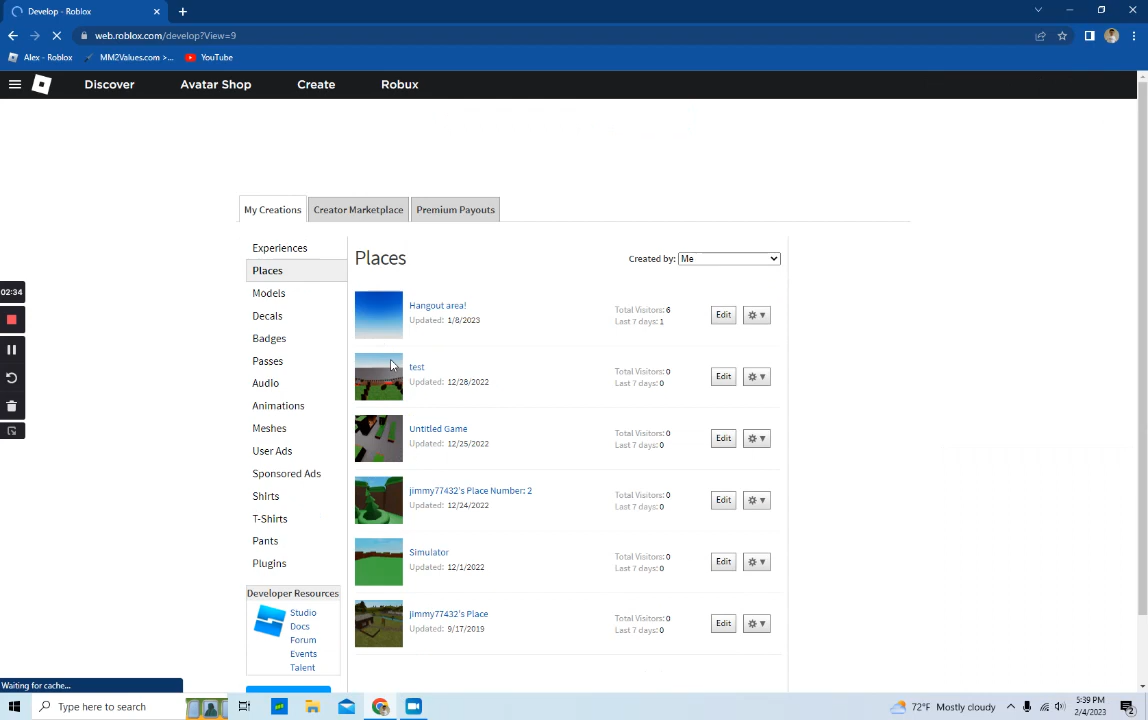 Develop - Roblox
web.roblox.com/develop?View=9
Alex - Roblox MM2Values.com >... YouTube
Discover Avatar Shop Create Robux
My Creations Creator Marketplace Premium Payouts
Experiences
Places
Models
Decals
Badges
Passes
Audio
Animations
Meshes
User Ads
Sponsored Ads
Shirts
T-Shirts
Pants
Plugins
Developer Resources
Studio
Docs
Forum
Events
Talent
Places
Created by: Me
Hangout area!
Updated: 1/8/2023
Total Visitors: 6
Last 7 days: 1
Edit
test
Updated: 12/28/2022
Total Visitors: 0
Last 7 days: 0
Edit
Untitled Game
Updated: 12/25/2022
Total Visitors: 0
Last 7 days: 0
Edit
jimmy77432's Place Number: 2
Updated: 12/24/2022
Total Visitors: 0
Last 7 days: 0
Edit
Simulator
Updated: 12/1/2022
Total Visitors: 0
Last 7 days: 0
Edit
jimmy77432's Place
Updated: 9/17/2019
Total Visitors: 0
Last 7 days: 0
Edit
02:34
Waiting for cache...
Type here to search
72°F Mostly cloudy
5:39 PM
2/4/2023
2